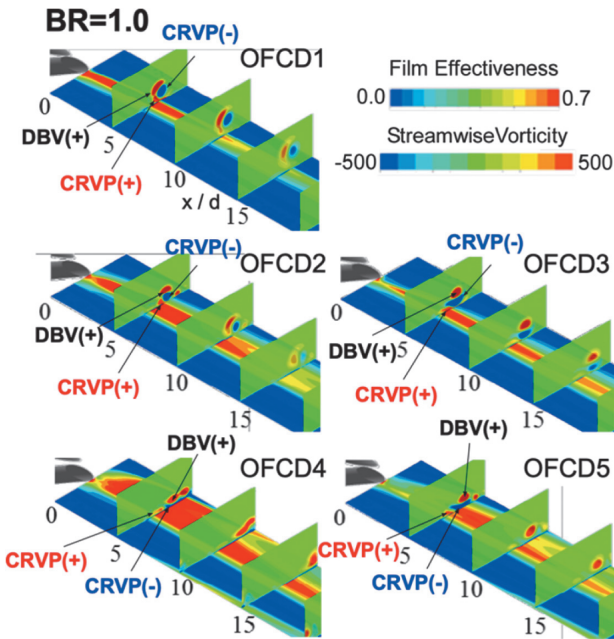 BR=1.0
CRVP(-)
OFCD1
Film Effectiveness
0.0
0.7
StreamwiseVorticity
-500
500
0
DBV(+)
5
CRVP(+)
10
x / d
15
CRVP(-)
OFCD2
0
DBV(+)
5
CRVP(+)
10
15
CRVP(-)
OFCD3
0
DBV(+)
5
CRVP(+)
10
15
DBV(+)
OFCD4
0
CRVP(+)
5
CRVP(-)
10
15
DBV(+)
OFCD5
0
CRVP(+)
5
CRVP(-)
10
15